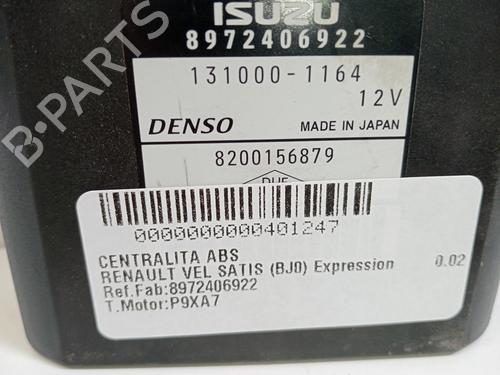 ISUZU
8972406922
131000-1164
12V
DENSO MADE IN JAPAN
8200156879
B-PARTS
0000000000401247
CENTRALITA ABS
RENAULT VEL SATIS (BJ0) Expression 0.02
Ref.Fab:8972406922
T.Motor:P9XA7